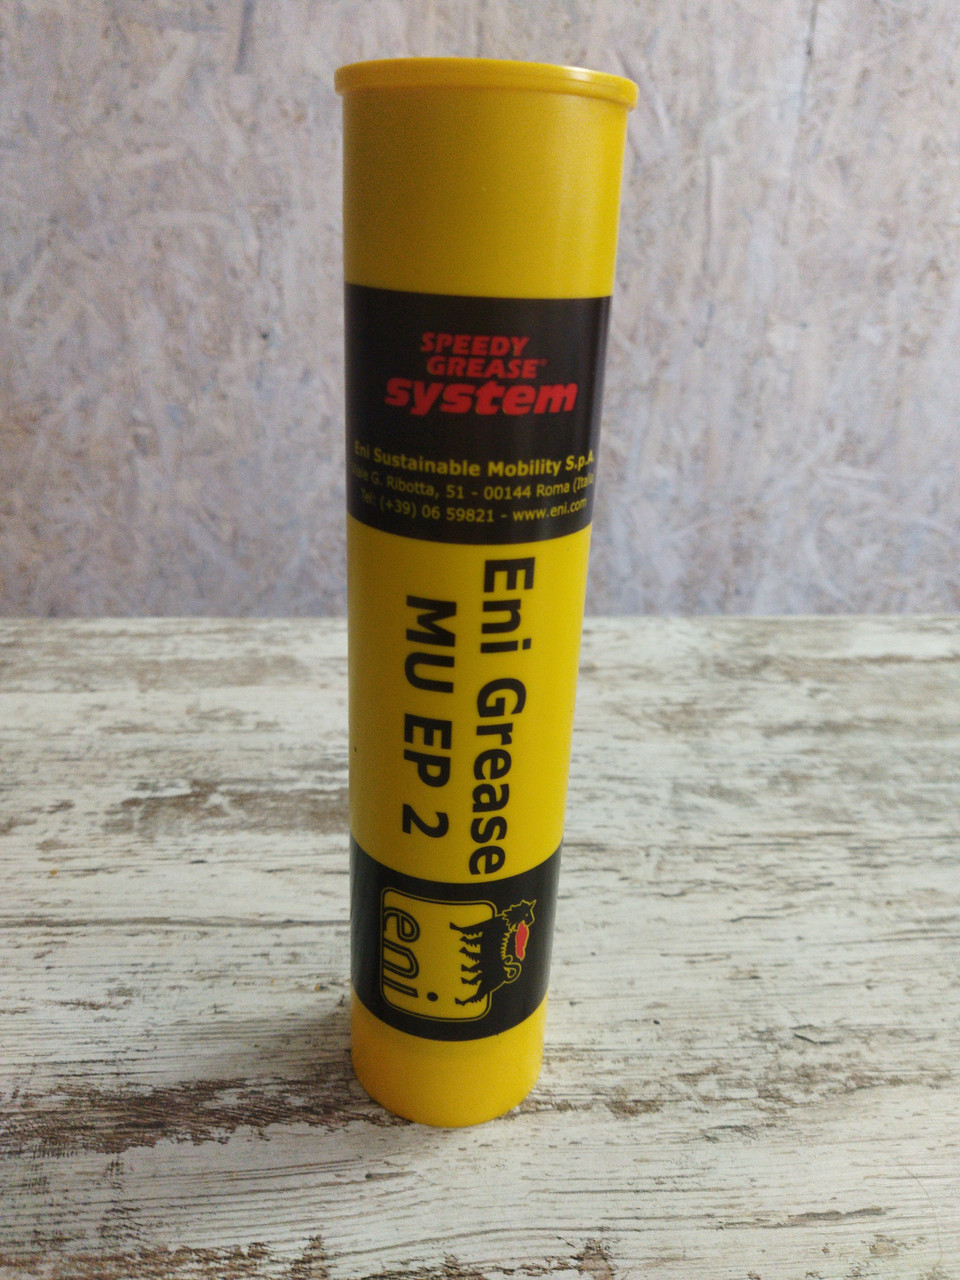 SPEEDY
GREASE®
system
Eni Sustainable Mobility S.p.A.
G. Ribotta, 51 - 00144 Roma (Italia
Tel: (+39) 06 59821 - www.eni.com
Eni Grease
MU EP 2
eni